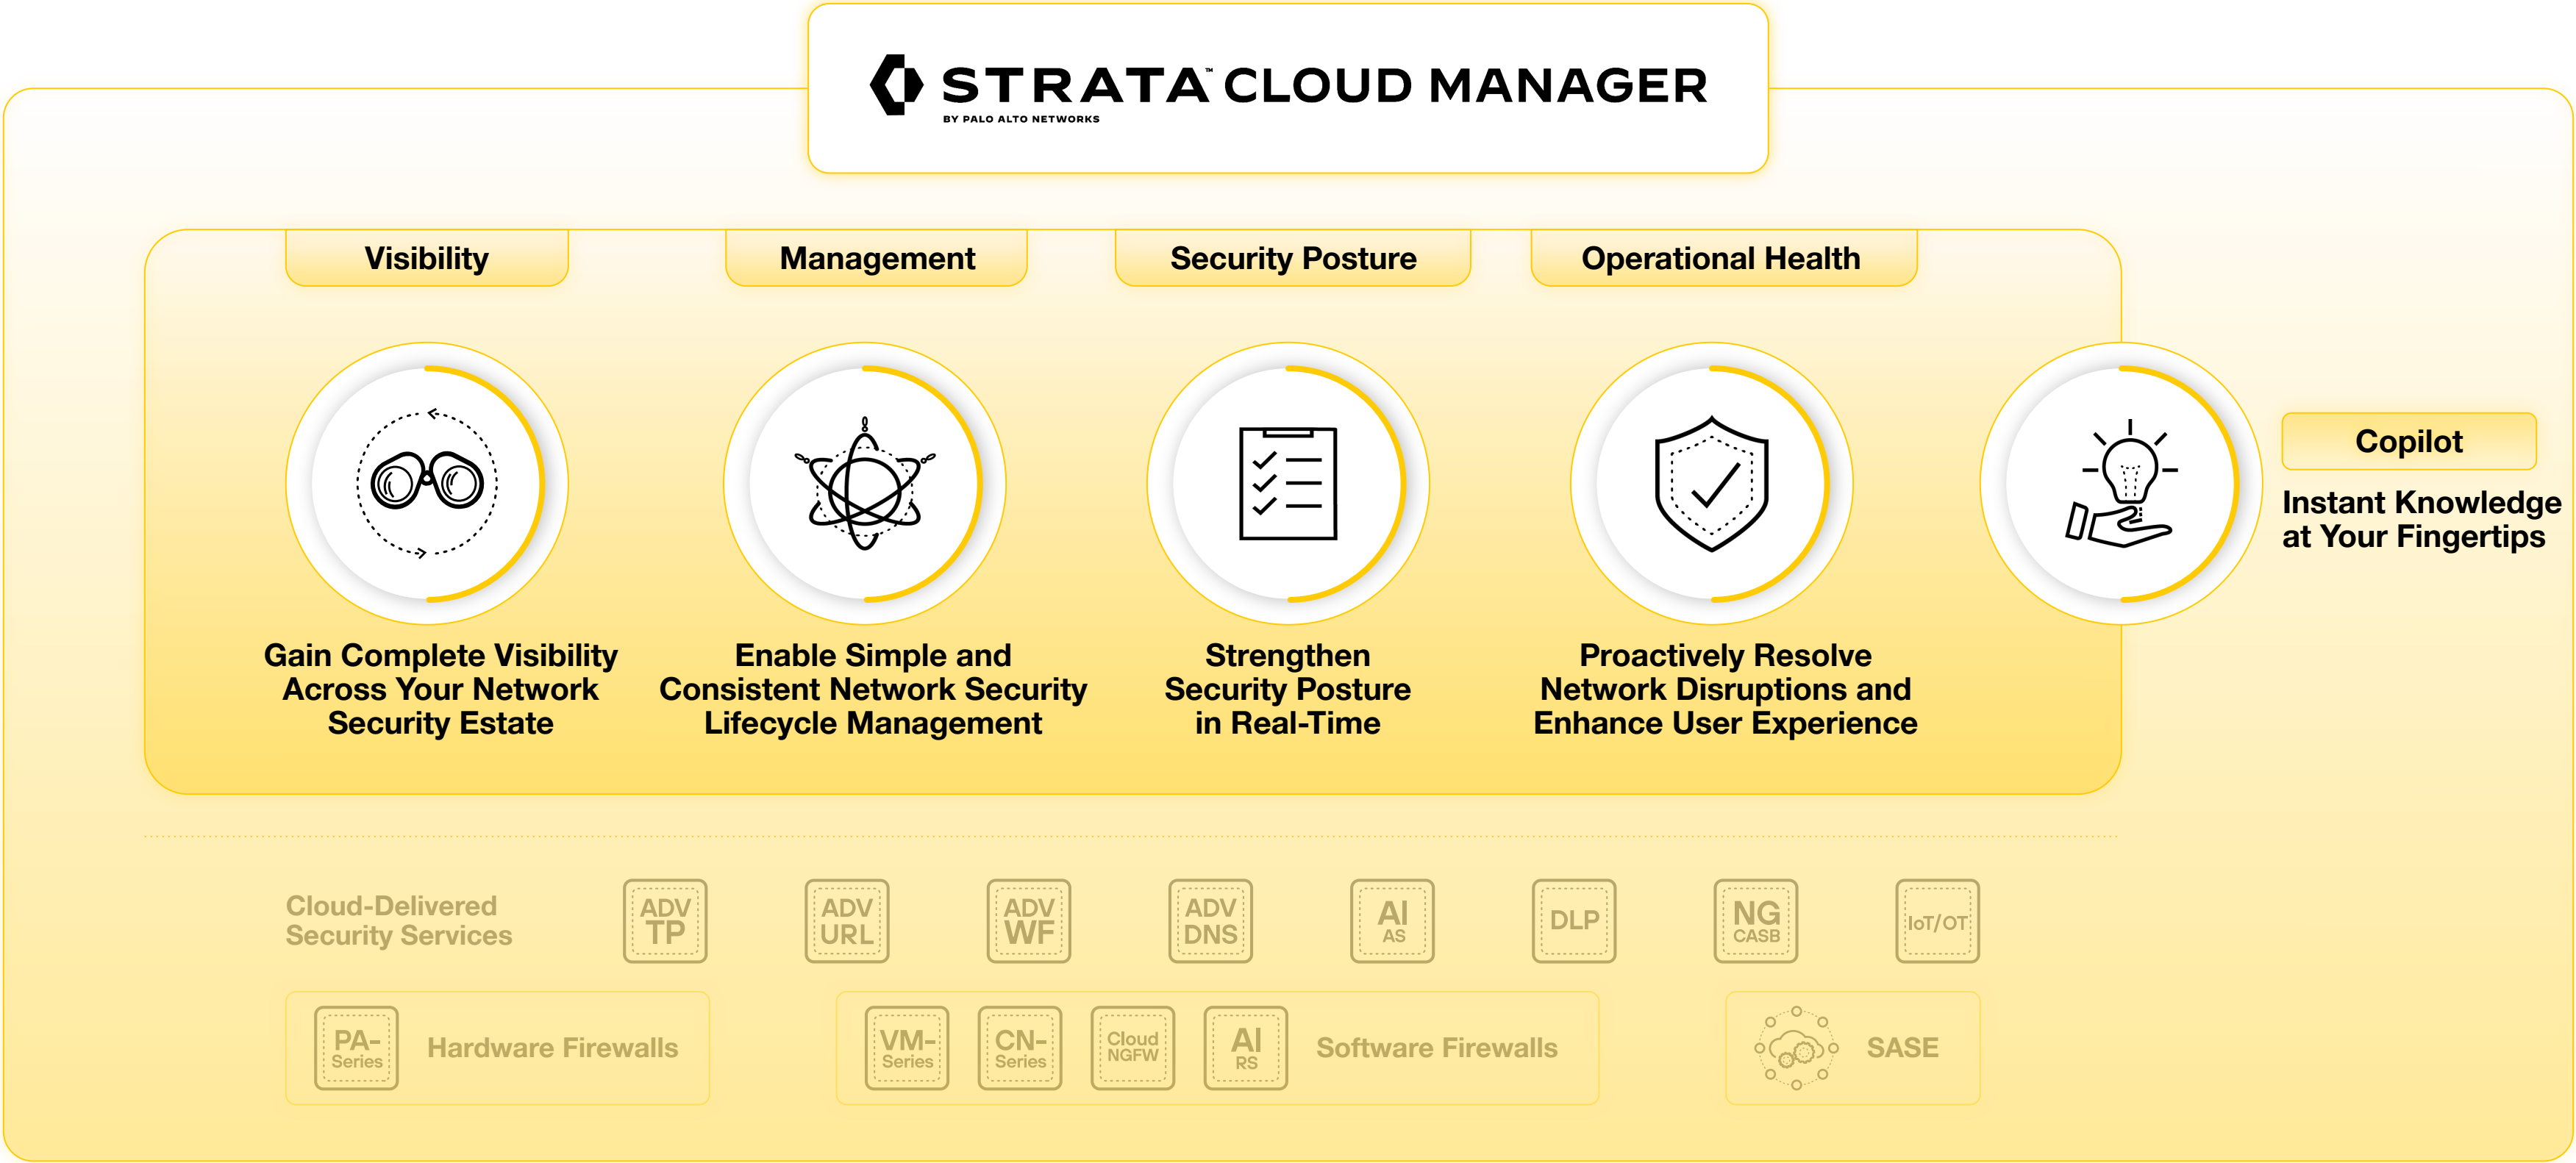 STRATA™ CLOUD MANAGER
BY PALO ALTO NETWORKS
Visibility
Management
Security Posture
Operational Health
Gain Complete Visibility
Across Your Network
Security Estate
Enable Simple and
Consistent Network Security
Lifecycle Management
Strengthen
Security Posture
in Real-Time
Proactively Resolve
Network Disruptions and
Enhance User Experience
Copilot
Instant Knowledge
at Your Fingertips
Cloud-Delivered
Security Services
ADV
TP
ADV
URL
ADV
WF
ADV
DNS
AI
AS
DLP
NG
CASB
IoT/OT
PA-
Series
Hardware Firewalls
VM-
Series
CN-
Series
Cloud
NGFW
AI
RS
Software Firewalls
SASE